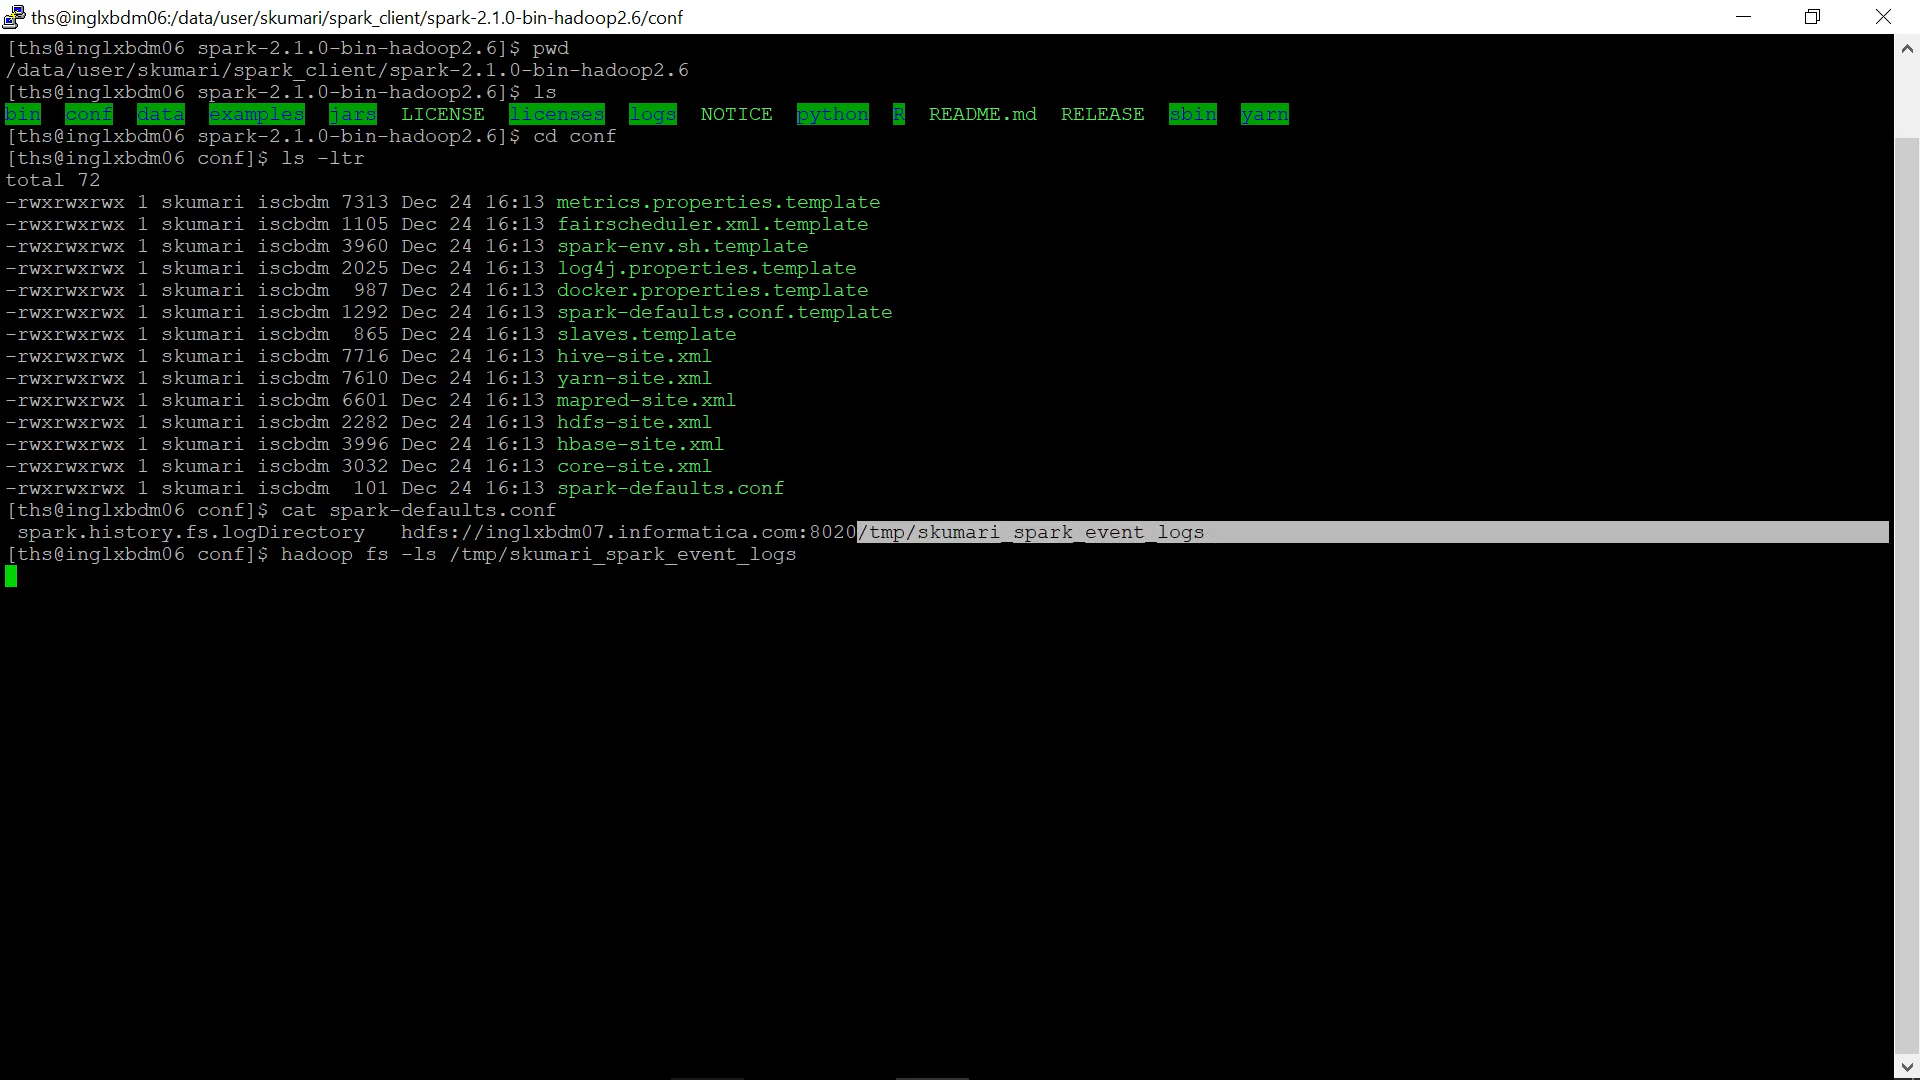 ths@inglxbdm06:/data/user/skumari/spark_client/spark-2.1.0-bin-hadoop2.6/conf
[ths@inglxbdm06 spark-2.1.0-bin-hadoop2.6]$ pwd
/data/user/skumari/spark_client/spark-2.1.0-bin-hadoop2.6
[ths@inglxbdm06 spark-2.1.0-bin-hadoop2.6]$ ls
bin  conf  data  examples  jars  LICENSE  licenses  logs  NOTICE  python  R  README.md  RELEASE  sbin  yarn
[ths@inglxbdm06 spark-2.1.0-bin-hadoop2.6]$ cd conf
[ths@inglxbdm06 conf]$ ls -ltr
total 72
-rwxrwxrwx 1 skumari iscbdm 7313 Dec 24 16:13 metrics.properties.template
-rwxrwxrwx 1 skumari iscbdm 1105 Dec 24 16:13 fairscheduler.xml.template
-rwxrwxrwx 1 skumari iscbdm 3960 Dec 24 16:13 spark-env.sh.template
-rwxrwxrwx 1 skumari iscbdm 2025 Dec 24 16:13 log4j.properties.template
-rwxrwxrwx 1 skumari iscbdm  987 Dec 24 16:13 docker.properties.template
-rwxrwxrwx 1 skumari iscbdm 1292 Dec 24 16:13 spark-defaults.conf.template
-rwxrwxrwx 1 skumari iscbdm  865 Dec 24 16:13 slaves.template
-rwxrwxrwx 1 skumari iscbdm 7716 Dec 24 16:13 hive-site.xml
-rwxrwxrwx 1 skumari iscbdm 7610 Dec 24 16:13 yarn-site.xml
-rwxrwxrwx 1 skumari iscbdm 6601 Dec 24 16:13 mapred-site.xml
-rwxrwxrwx 1 skumari iscbdm 2282 Dec 24 16:13 hdfs-site.xml
-rwxrwxrwx 1 skumari iscbdm 3996 Dec 24 16:13 hbase-site.xml
-rwxrwxrwx 1 skumari iscbdm 3032 Dec 24 16:13 core-site.xml
-rwxrwxrwx 1 skumari iscbdm  101 Dec 24 16:13 spark-defaults.conf
[ths@inglxbdm06 conf]$ cat spark-defaults.conf
 spark.history.fs.logDirectory   hdfs://inglxbdm07.informatica.com:8020/tmp/skumari_spark_event_logs
[ths@inglxbdm06 conf]$ hadoop fs -ls /tmp/skumari_spark_event_logs